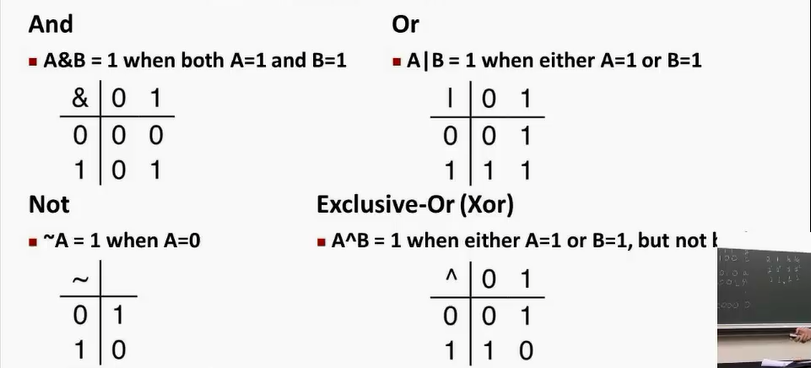 And
▪ A&B = 1 when both A=1 and B=1
& 0 1
0 0 0
1 0 1
Or
▪ A|B = 1 when either A=1 or B=1
| 0 1
0 0 1
1 1 1
Not
▪ ~A = 1 when A=0
~
0 1
1 0
Exclusive-Or (Xor)
▪ A^B = 1 when either A=1 or B=1, but not
^ 0 1
0 0 1
1 1 0